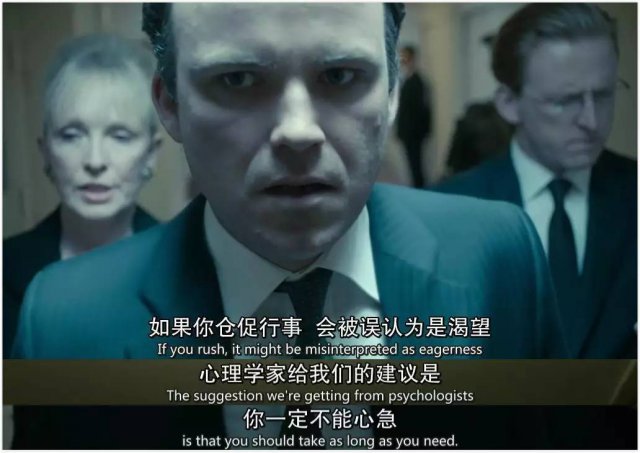 如果你仓促行事 会被误认为是渴望
If you rush, it might be misinterpreted as eagerness
心理学家给我们的建议是
The suggestion we're getting from psychologists
你一定不能心急
is that you should take as long as you need.